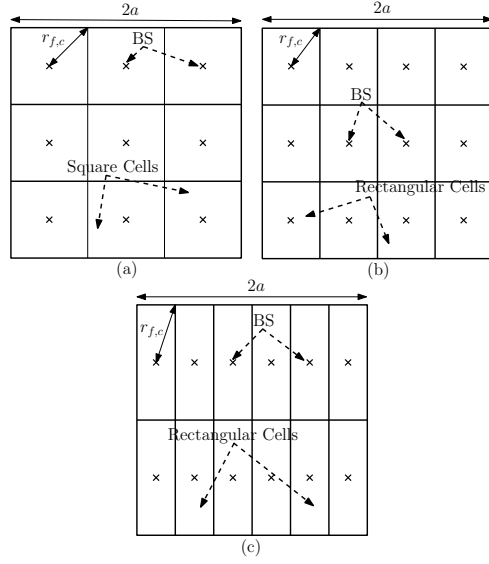 2a
r_{f,c}
BS
Square Cells
(a)
2a
r_{f,c}
BS
Rectangular Cells
(b)
2a
r_{f,c}
BS
Rectangular Cells
(c)